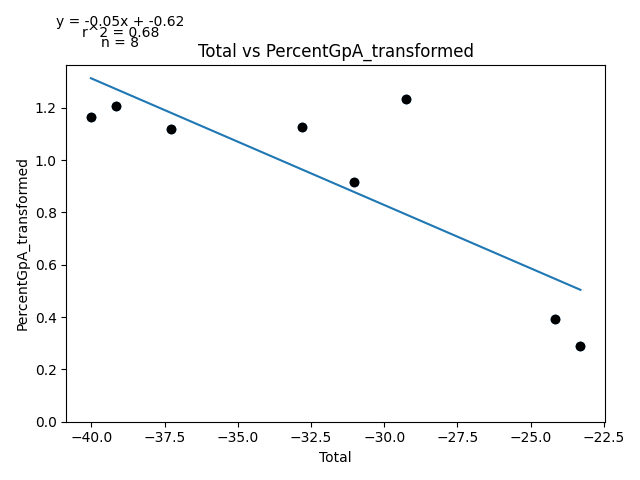 y = -0.05x + -0.62
r^2 = 0.68
n = 8
Total vs PercentGpA_transformed
PercentGpA_transformed
1.2
1.0
0.8
0.6
0.4
0.2
0.0
−40.0 −37.5 −35.0 −32.5 −30.0 −27.5 −25.0 −22.5
Total